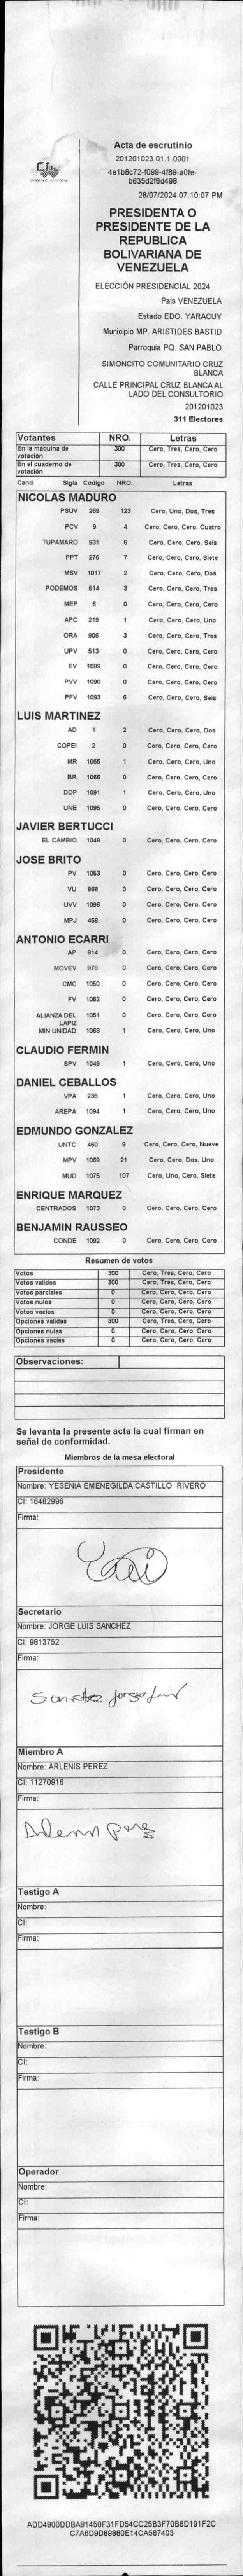 Acta de escrutinio
201201023.01.1.0001
4e1b8c72-f099-4f89-a0fe-
b635d2f6d498
28/07/2024 07:10:07 PM
PRESIDENTA O
PRESIDENTE DE LA
REPUBLICA
BOLIVARIANA DE
VENEZUELA
ELECCIÓN PRESIDENCIAL 2024
Pais VENEZUELA
Estado EDO. YARACUY
Municipio MP. ARISTIDES BASTID
Parroquia PQ. SAN PABLO
SIMONCITO COMUNITARIO CRUZ
BLANCA
CALLE PRINCIPAL CRUZ BLANCA AL
LADO DEL CONSULTORIO
201201023
311 Electores
Votantes NRO. Letras
En la maquina de votación 300 Cero, Tres, Cero, Cero
En el cuaderno de votación 300 Cero, Tres, Cero, Cero
Cand. Sigla Código NRO. Letras
NICOLAS MADURO
PSUV 269 123 Cero, Uno, Dos, Tres
PCV 9 4 Cero, Cero, Cero, Cuatro
TUPAMARO 931 6 Cero, Cero, Cero, Seis
PPT 276 7 Cero, Cero, Cero, Siete
MSV 1017 2 Cero, Cero, Cero, Dos
PODEMOS 614 3 Cero, Cero, Cero, Tres
MEP 6 0 Cero, Cero, Cero, Cero
APC 219 1 Cero, Cero, Cero, Uno
ORA 906 3 Cero, Cero, Cero, Tres
UPV 513 0 Cero, Cero, Cero, Cero
EV 1089 0 Cero, Cero, Cero, Cero
PVV 1090 0 Cero, Cero, Cero, Cero
PFV 1093 6 Cero, Cero, Cero, Seis
LUIS MARTINEZ
AD 1 2 Cero, Cero, Cero, Dos
COPEI 2 0 Cero, Cero, Cero, Cero
MR 1065 1 Cero, Cero, Cero, Uno
BR 1066 0 Cero, Cero, Cero, Cero
DDP 1091 1 Cero, Cero, Cero, Uno
UNE 1095 0 Cero, Cero, Cero, Cero
JAVIER BERTUCCI
EL CAMBIO 1049 0 Cero, Cero, Cero, Cero
JOSE BRITO
PV 1053 0 Cero, Cero, Cero, Cero
VU 868 0 Cero, Cero, Cero, Cero
UVV 1096 0 Cero, Cero, Cero, Cero
MPJ 458 0 Cero, Cero, Cero, Cero
ANTONIO ECARRI
AP 814 0 Cero, Cero, Cero, Cero
MOVEV 978 0 Cero, Cero, Cero, Cero
CMC 1050 0 Cero, Cero, Cero, Cero
FV 1062 0 Cero, Cero, Cero, Cero
ALIANZA DEL LAPIZ 1051 0 Cero, Cero, Cero, Cero
MIN UNIDAD 1068 1 Cero, Cero, Cero, Uno
CLAUDIO FERMIN
SPV 1048 1 Cero, Cero, Cero, Uno
DANIEL CEBALLOS
VPA 236 1 Cero, Cero, Cero, Uno
AREPA 1094 1 Cero, Cero, Cero, Uno
EDMUNDO GONZALEZ
UNTC 460 9 Cero, Cero, Cero, Nueve
MPV 1069 21 Cero, Cero, Dos, Uno
MUD 1075 107 Cero, Uno, Cero, Siete
ENRIQUE MARQUEZ
CENTRADOS 1073 0 Cero, Cero, Cero, Cero
BENJAMIN RAUSSEO
CONDE 1092 0 Cero, Cero, Cero, Cero
Resumen de votos
Votos 300 Cero, Tres, Cero, Cero
Votos validos 300 Cero, Tres, Cero, Cero
Votos parciales 0 Cero, Cero, Cero, Cero
Votos nulos 0 Cero, Cero, Cero, Cero
Votos vacios 0 Cero, Cero, Cero, Cero
Opciones validas 300 Cero, Tres, Cero, Cero
Opciones nulas 0 Cero, Cero, Cero, Cero
Opciones vacias 0 Cero, Cero, Cero, Cero
Observaciones:
Se levanta la presente acta la cual firman en
señal de conformidad.
Miembros de la mesa electoral
Presidente
Nombre: YESENIA EMENEGILDA CASTILLO RIVERO
CI: 16482996
Firma:
Secretario
Nombre: JORGE LUIS SANCHEZ
CI: 9813752
Firma:
Sanchez Jorge Luis
Miembro A
Nombre: ARLENIS PEREZ
CI: 11270916
Firma:
Arlenis perez
Testigo A
Nombre:
CI:
Firma:
Testigo B
Nombre:
CI:
Firma:
Operador
Nombre:
CI:
Firma:
ADD4900DDBA91450F31FD54CC25B3F70B6D191F2C
C7A6D9D89880E14CA587403